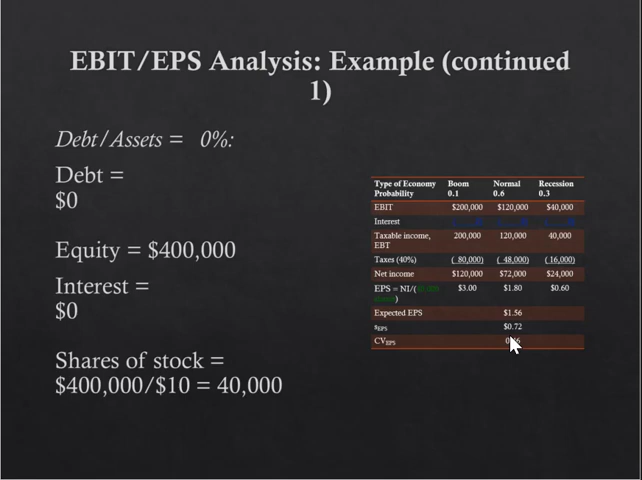 EBIT/EPS Analysis: Example (continued
1)
Debt/Assets = 0%:
Debt =
$0
Equity = $400,000
Interest =
$0
Shares of stock =
$400,000/$10 = 40,000
Type of Economy Boom Normal Recession
Probability 0.1 0.6 0.3
EBIT $200,000 $120,000 $40,000
Interest
Taxable income, 200,000 120,000 40,000
EBT
Taxes (40%) ( 80,000) ( 48,000) ( 16,000)
Net income $120,000 $72,000 $24,000
EPS = NI/( $3.00 $1.80 $0.60
)
Expected EPS $1.56
sEPS $0.72
CVEPS